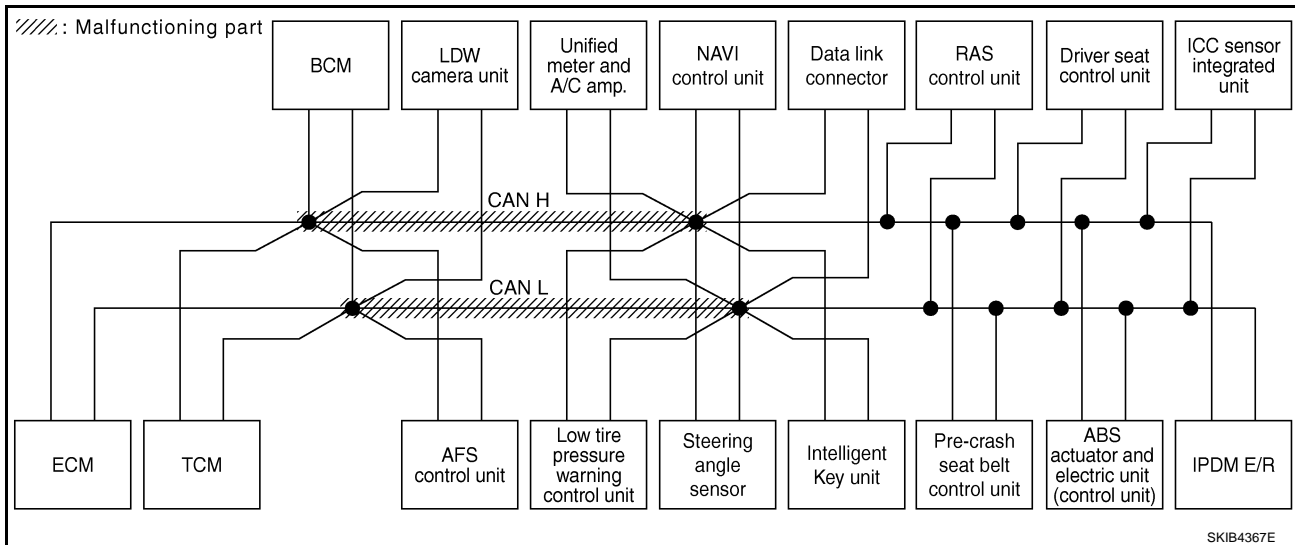 : Malfunctioning part
BCM
LDW
camera unit
Unified
meter and
A/C amp.
NAVI
control unit
Data link
connector
RAS
control unit
Driver seat
control unit
ICC sensor
integrated
unit
CAN H
CAN L
ECM
TCM
AFS
control unit
Low tire
pressure
warning
control unit
Steering
angle
sensor
Intelligent
Key unit
Pre-crash
seat belt
control unit
ABS
actuator and
electric unit
(control unit)
IPDM E/R
SKIB4367E